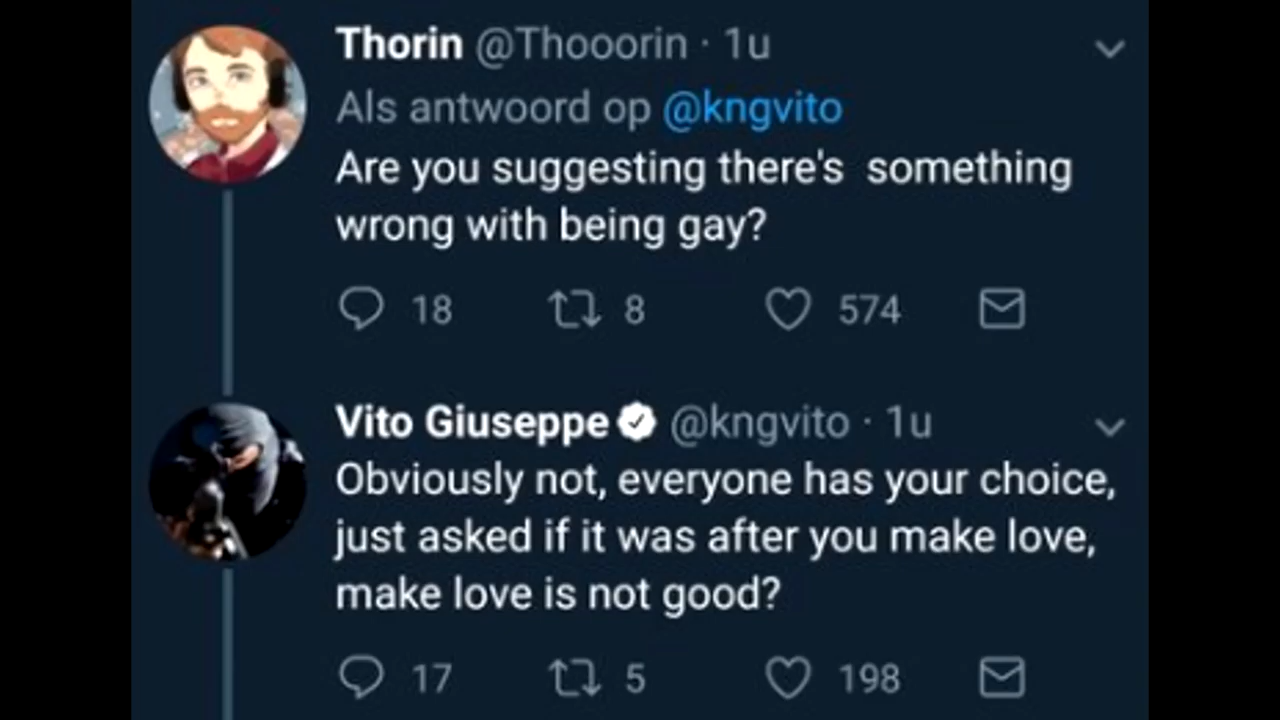 Thorin @Thooorin · 1u
Als antwoord op @kngvito
Are you suggesting there's  something
wrong with being gay?
18 8 574
Vito Giuseppe @kngvito · 1u
Obviously not, everyone has your choice,
just asked if it was after you make love,
make love is not good?
17 5 198